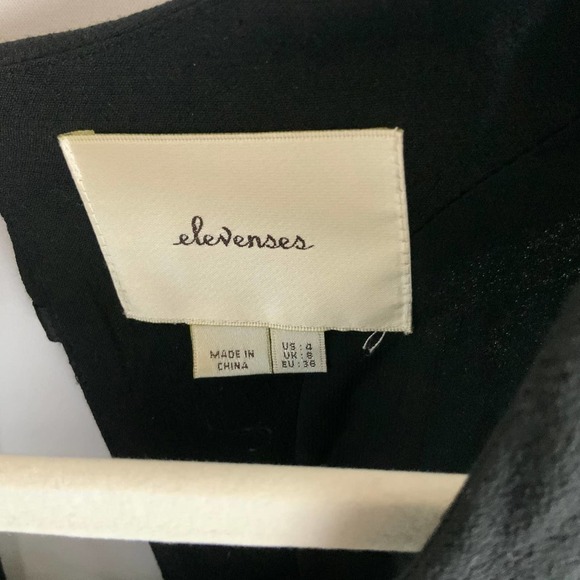 elevenses
MADE IN
CHINA
US : 4
UK : 8
EU : 36